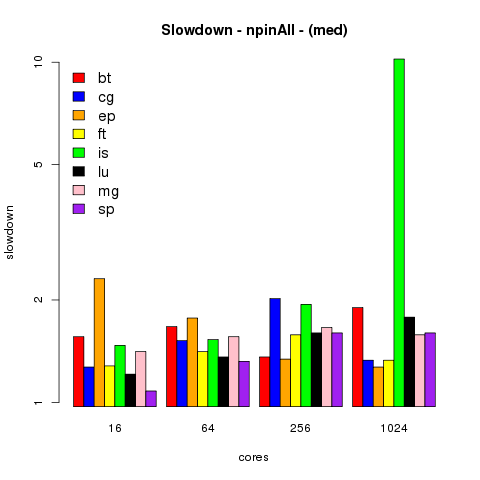 Slowdown - npinAll - (med)
slowdown
10
5
2
1
bt
cg
ep
ft
is
lu
mg
sp
16 64 256 1024
cores